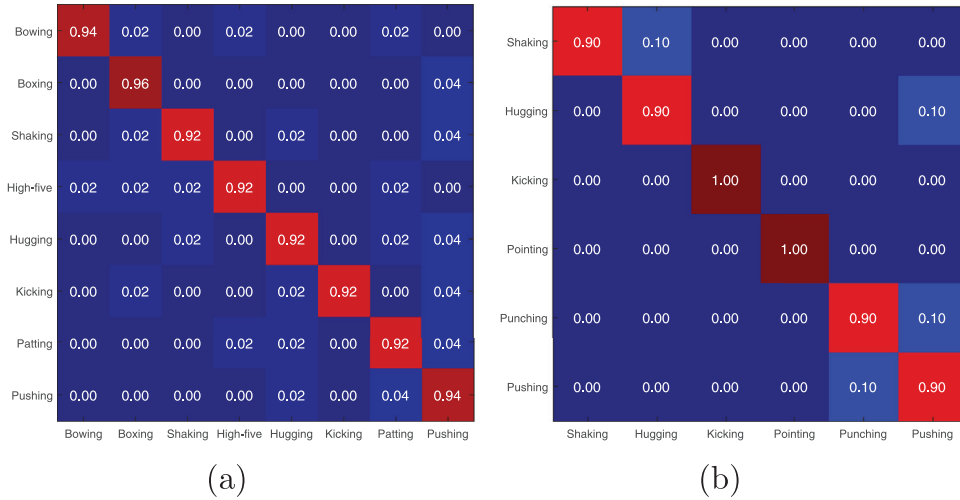 Bowing 0.94 0.02 0.00 0.02 0.00 0.00 0.02 0.00
Boxing 0.00 0.96 0.00 0.00 0.00 0.00 0.00 0.04
Shaking 0.00 0.02 0.92 0.00 0.02 0.00 0.00 0.04
High-five 0.02 0.02 0.02 0.92 0.00 0.00 0.02 0.00
Hugging 0.00 0.00 0.02 0.00 0.92 0.00 0.02 0.04
Kicking 0.00 0.02 0.00 0.00 0.02 0.92 0.00 0.04
Patting 0.00 0.00 0.00 0.02 0.02 0.00 0.92 0.04
Pushing 0.00 0.00 0.00 0.00 0.02 0.00 0.04 0.94
Bowing Boxing Shaking High-five Hugging Kicking Patting Pushing
(a)
Shaking 0.90 0.10 0.00 0.00 0.00 0.00
Hugging 0.00 0.90 0.00 0.00 0.00 0.10
Kicking 0.00 0.00 1.00 0.00 0.00 0.00
Pointing 0.00 0.00 0.00 1.00 0.00 0.00
Punching 0.00 0.00 0.00 0.00 0.90 0.10
Pushing 0.00 0.00 0.00 0.00 0.10 0.90
Shaking Hugging Kicking Pointing Punching Pushing
(b)